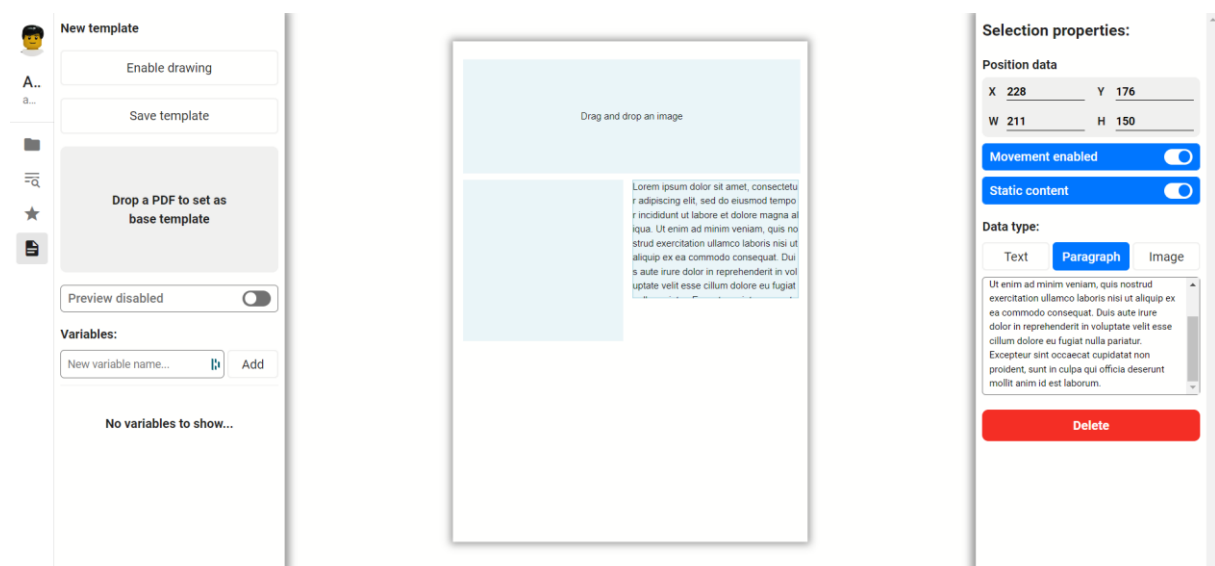 New template
Enable drawing
Save template
Drop a PDF to set as
base template
Preview disabled
Variables:
New variable name...
Add
No variables to show...
A..
a...
Drag and drop an image
Lorem ipsum dolor sit amet, consectetu
r adipiscing elit, sed do eiusmod tempo
r incididunt ut labore et dolore magna al
iqua. Ut enim ad minim veniam, quis no
strud exercitation ullamco laboris nisi ut
aliquip ex ea commodo consequat. Dui
s aute irure dolor in reprehenderit in vol
uptate velit esse cillum dolore eu fugiat
Selection properties:
Position data
X 228 Y 176
W 211 H 150
Movement enabled
Static content
Data type:
Text Paragraph Image
Ut enim ad minim veniam, quis nostrud
exercitation ullamco laboris nisi ut aliquip ex
ea commodo consequat. Duis aute irure
dolor in reprehenderit in voluptate velit esse
cillum dolore eu fugiat nulla pariatur.
Excepteur sint occaecat cupidatat non
proident, sunt in culpa qui officia deserunt
mollit anim id est laborum.
Delete